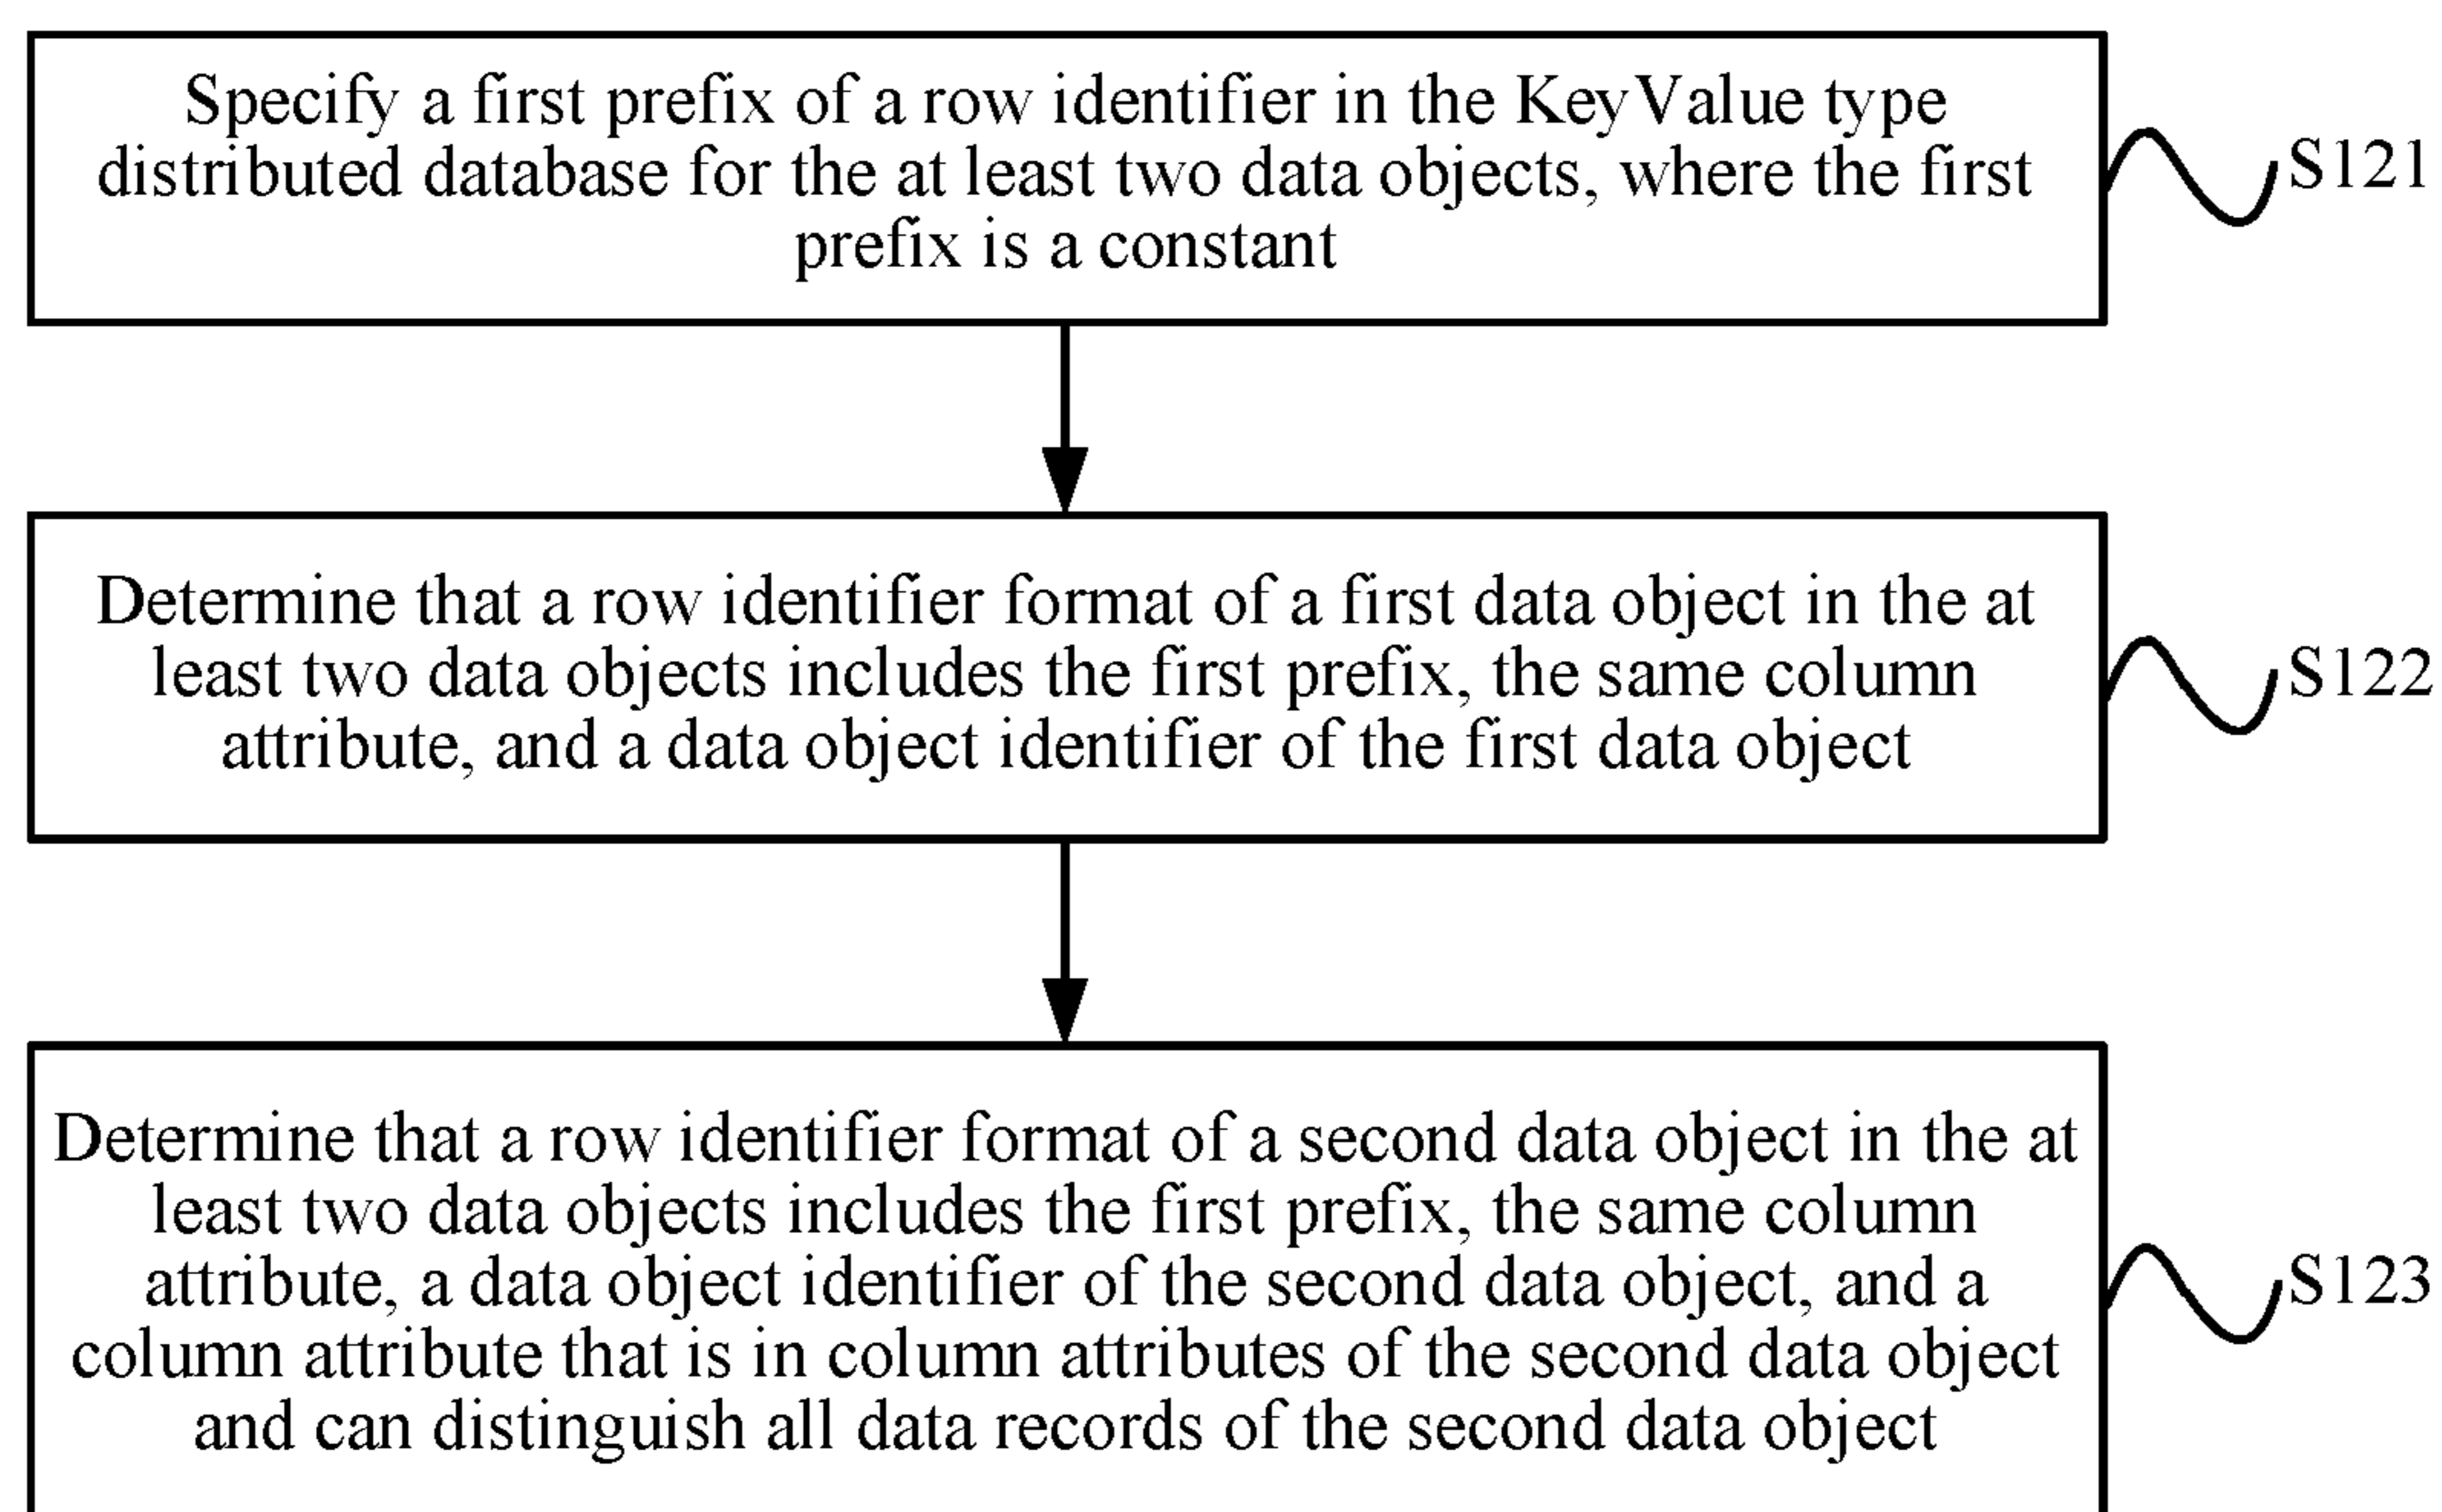 Specify a first prefix of a row identifier in the KeyValue type
distributed database for the at least two data objects, where the first
prefix is a constant
S121
Determine that a row identifier format of a first data object in the at
least two data objects includes the first prefix, the same column
attribute, and a data object identifier of the first data object
S122
Determine that a row identifier format of a second data object in the at
least two data objects includes the first prefix, the same column
attribute, a data object identifier of the second data object, and a
column attribute that is in column attributes of the second data object
and can distinguish all data records of the second data object
S123